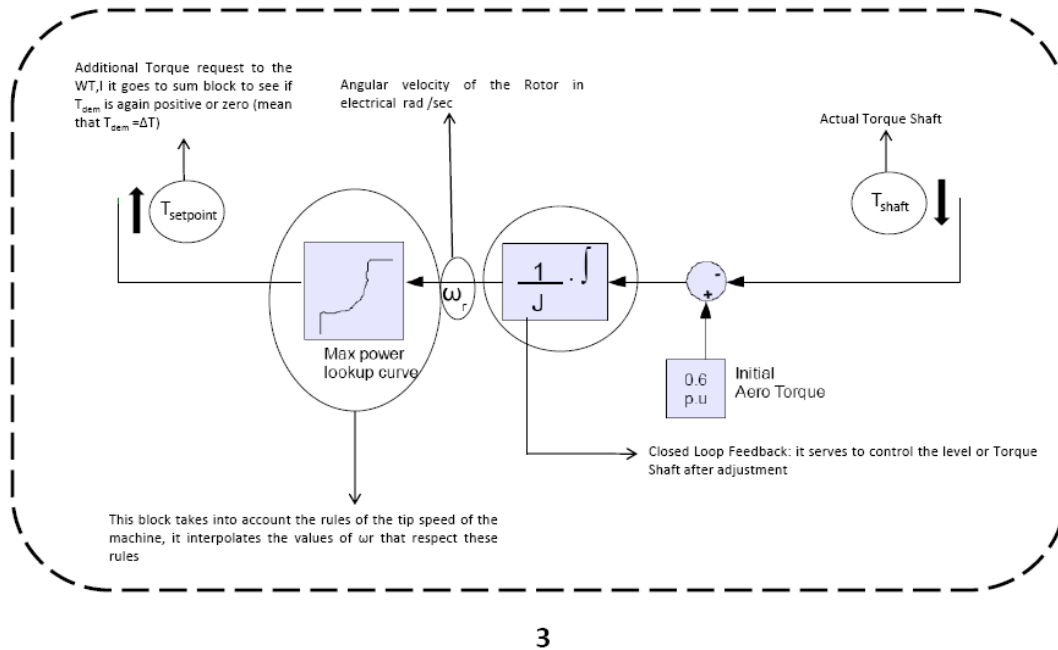 Additional Torque request to the
WT,I it goes to sum block to see if
Tdem is again positive or zero (mean
that Tdem =ΔT)
Angular velocity of the Rotor in
electrical rad /sec
Actual Torque Shaft
Tsetpoint
Tshaft
1
J
. ∫
ωr
-
+
Max power
lookup curve
0.6
p.u
Initial
Aero Torque
Closed Loop Feedback: it serves to control the level or Torque
Shaft after adjustment
This block takes into account the rules of the tip speed of the
machine, it interpolates the values of ωr that respect these
rules
3